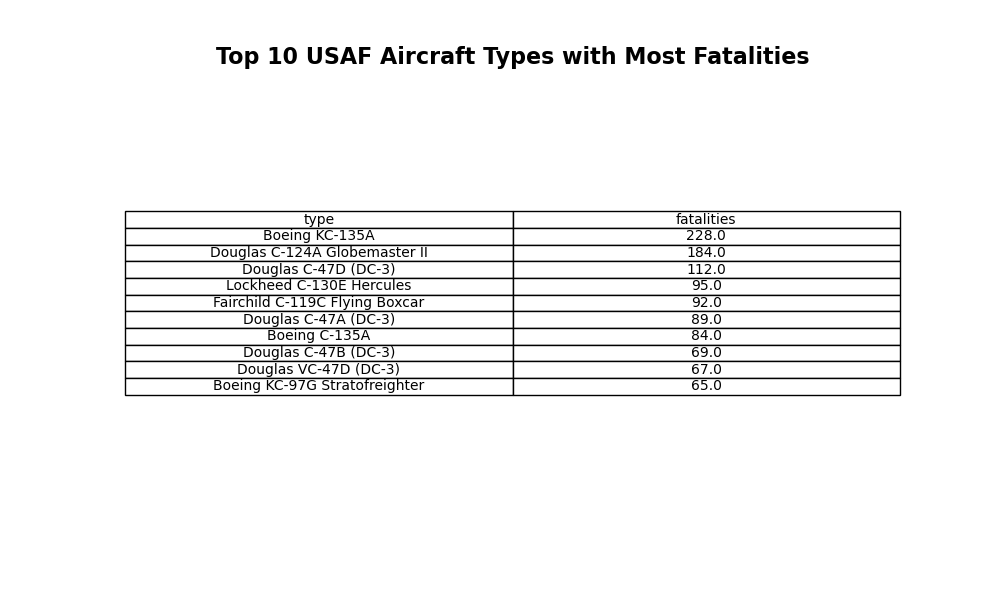 Top 10 USAF Aircraft Types with Most Fatalities
type fatalities
Boeing KC-135A 228.0
Douglas C-124A Globemaster II 184.0
Douglas C-47D (DC-3) 112.0
Lockheed C-130E Hercules 95.0
Fairchild C-119C Flying Boxcar 92.0
Douglas C-47A (DC-3) 89.0
Boeing C-135A 84.0
Douglas C-47B (DC-3) 69.0
Douglas VC-47D (DC-3) 67.0
Boeing KC-97G Stratofreighter 65.0